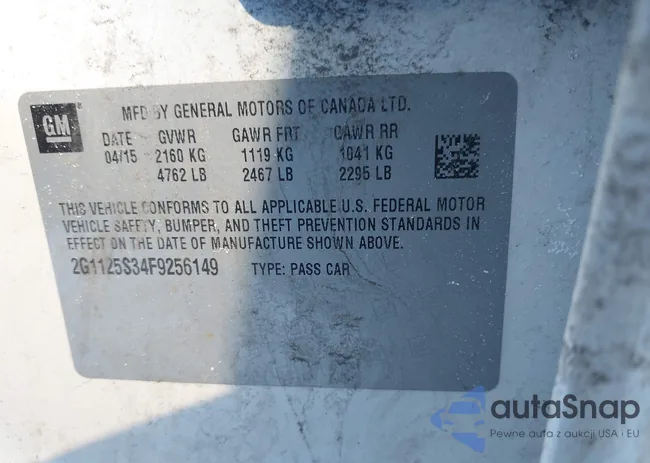 GM
MFD BY GENERAL MOTORS OF CANADA LTD.
DATE GVWR GAWR FRT GAWR RR
04/15 2160 KG 1119 KG 1041 KG
4762 LB 2467 LB 2295 LB
THIS VEHICLE CONFORMS TO ALL APPLICABLE U.S. FEDERAL MOTOR
VEHICLE SAFETY, BUMPER, AND THEFT PREVENTION STANDARDS IN
EFFECT ON THE DATE OF MANUFACTURE SHOWN ABOVE.
2G1125S34F9256149 TYPE: PASS CAR
autaSnap
Pewne auta z aukcji USA i EU